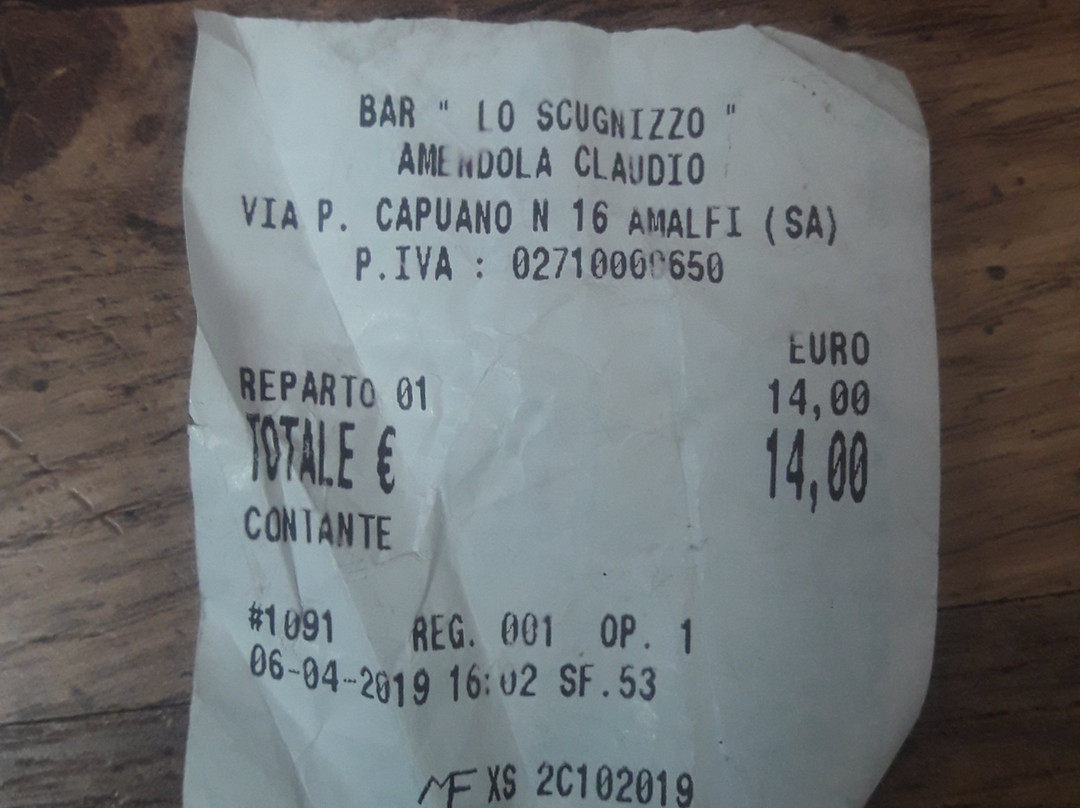 BAR " LO SCUGNIZZO "
AMENDOLA CLAUDIO
VIA P. CAPUANO N 16 AMALFI (SA)
P.IVA : 02710000650
EURO
REPARTO 01 14,00
TOTALE € 14,00
CONTANTE
#1091 REG. 001 OP. 1
06-04-2019 16:02 SF.53
MF XS 2C102019